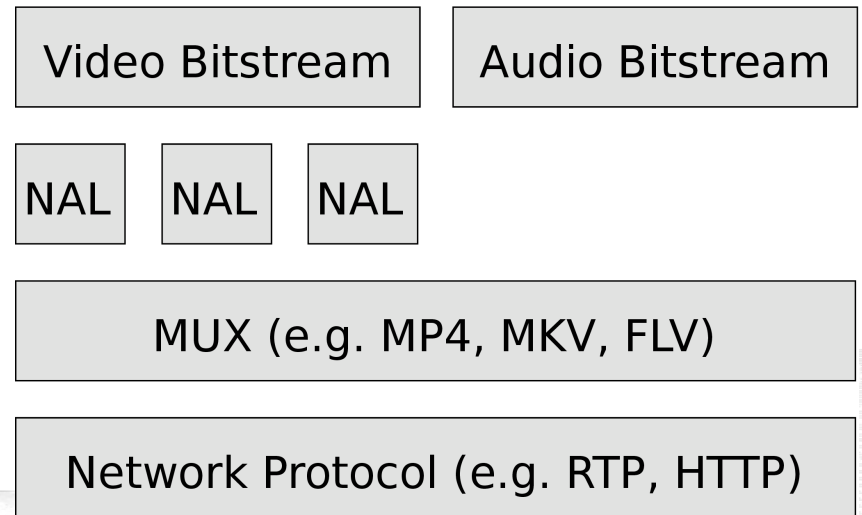 Video Bitstream
Audio Bitstream
NAL NAL NAL
MUX (e.g. MP4, MKV, FLV)
Network Protocol (e.g. RTP, HTTP)